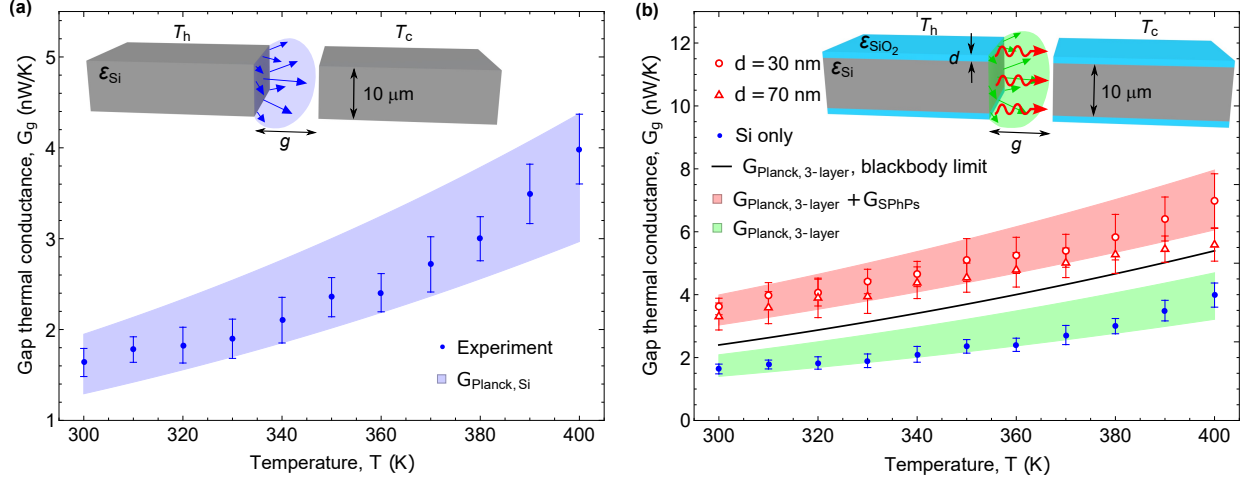 (a)
T_h
T_c
ε_Si
10 μm
g
Gap thermal conductance, G_g (nW/K)
5
4
3
2
1
Experiment
G_Planck, Si
300 320 340 360 380 400
Temperature, T (K)
(b)
T_h
T_c
ε_SiO₂
ε_Si
d
10 μm
g
d = 30 nm
d = 70 nm
Si only
G_Planck, 3-layer, blackbody limit
G_Planck, 3-layer + G_SPhPs
G_Planck, 3-layer
Gap thermal conductance, G_g (nW/K)
12
10
8
6
4
2
0
300 320 340 360 380 400
Temperature, T (K)